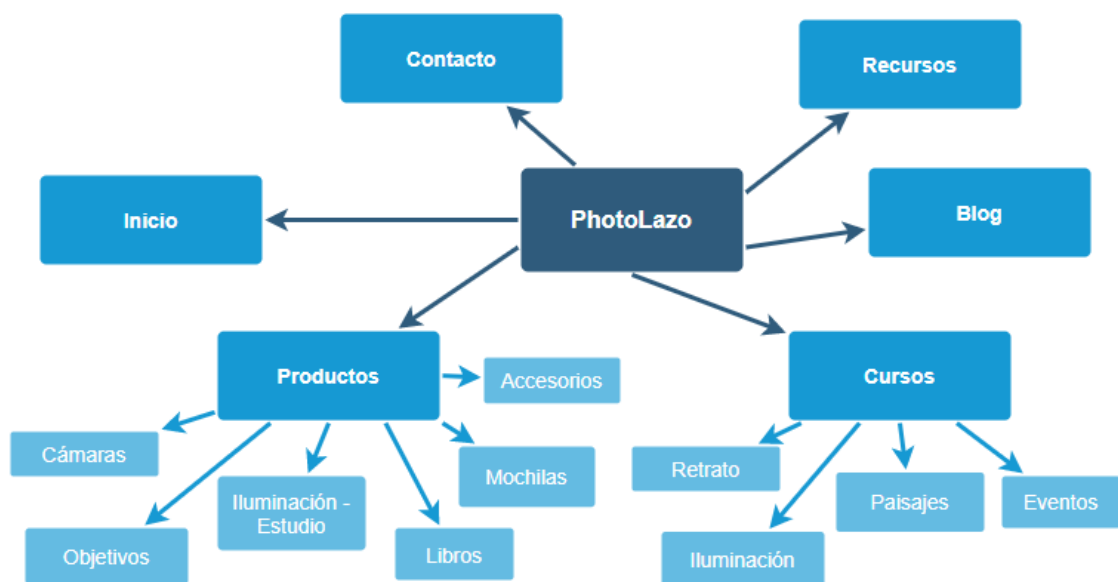 Contacto
Recursos
Inicio
PhotoLazo
Blog
Productos
Accesorios
Cursos
Cámaras
Mochilas
Retrato
Iluminación -
Estudio
Paisajes
Eventos
Objetivos
Libros
Iluminación